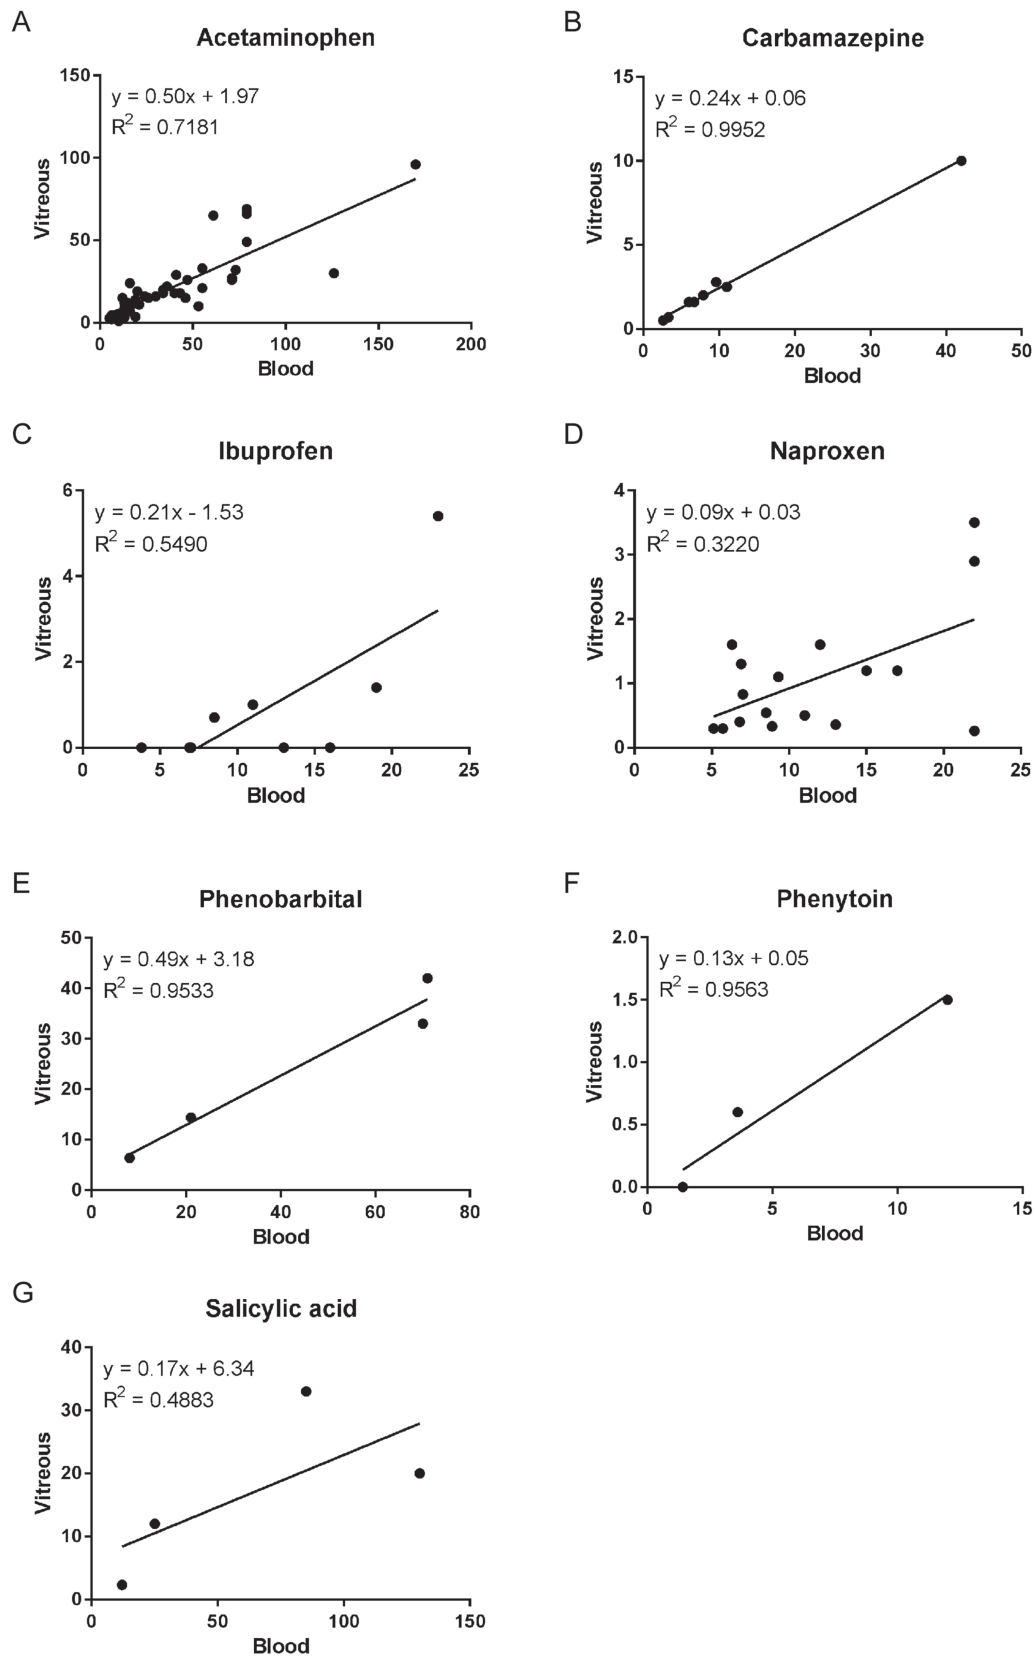 A
Acetaminophen
y = 0.50x + 1.97
R² = 0.7181
150
100
50
0
Vitreous
0 50 100 150 200
Blood
B
Carbamazepine
y = 0.24x + 0.06
R² = 0.9952
15
10
5
0
Vitreous
0 10 20 30 40 50
Blood
C
Ibuprofen
y = 0.21x - 1.53
R² = 0.5490
6
4
2
0
Vitreous
0 5 10 15 20 25
Blood
D
Naproxen
y = 0.09x + 0.03
R² = 0.3220
4
3
2
1
0
Vitreous
0 5 10 15 20 25
Blood
E
Phenobarbital
y = 0.49x + 3.18
R² = 0.9533
50
40
30
20
10
0
Vitreous
0 20 40 60 80
Blood
F
Phenytoin
y = 0.13x + 0.05
R² = 0.9563
2.0
1.5
1.0
0.5
0.0
Vitreous
0 5 10 15
Blood
G
Salicylic acid
y = 0.17x + 6.34
R² = 0.4883
40
30
20
10
0
Vitreous
0 50 100 150
Blood